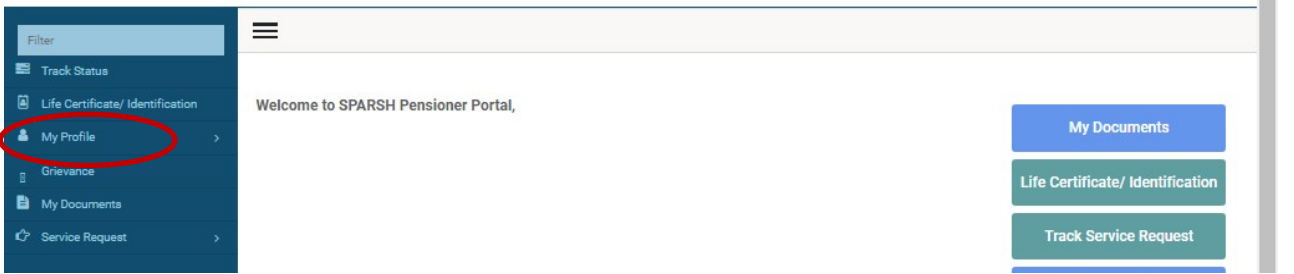 Filter
Track Status
Life Certificate/ Identification
My Profile
Grievance
My Documents
Service Request
Welcome to SPARSH Pensioner Portal,
My Documents
Life Certificate/ Identification
Track Service Request